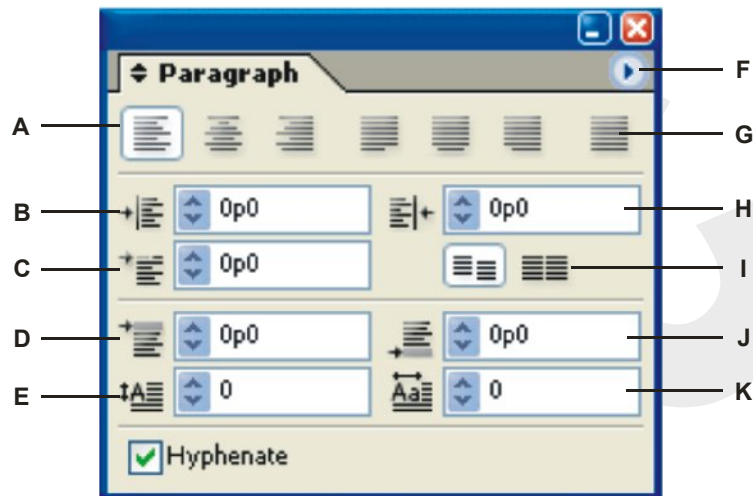 Paragraph
F
A
G
B 0p0 0p0 H
C 0p0 I
D 0p0 0p0 J
E 0 0 K
Hyphenate